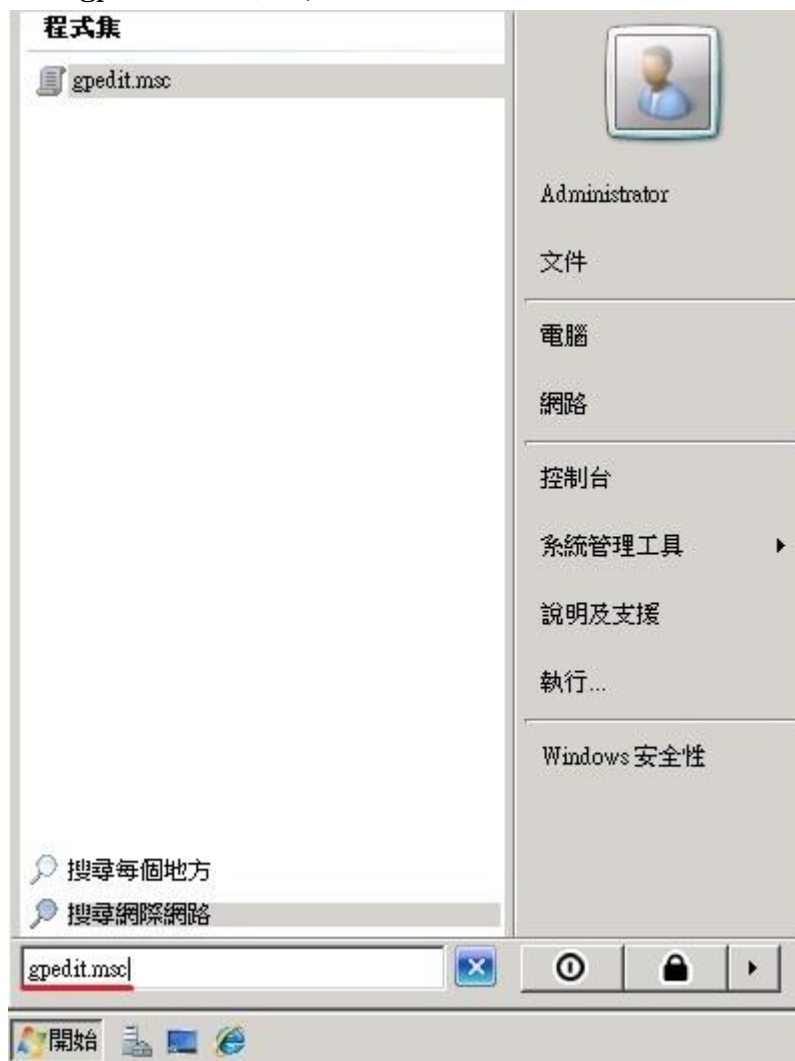 程式集
gpedit.msc
Administrator
文件
電腦
網路
控制台
系統管理工具
說明及支援
執行...
Windows 安全性
搜尋每個地方
搜尋網際網路
gpedit.msc
開始